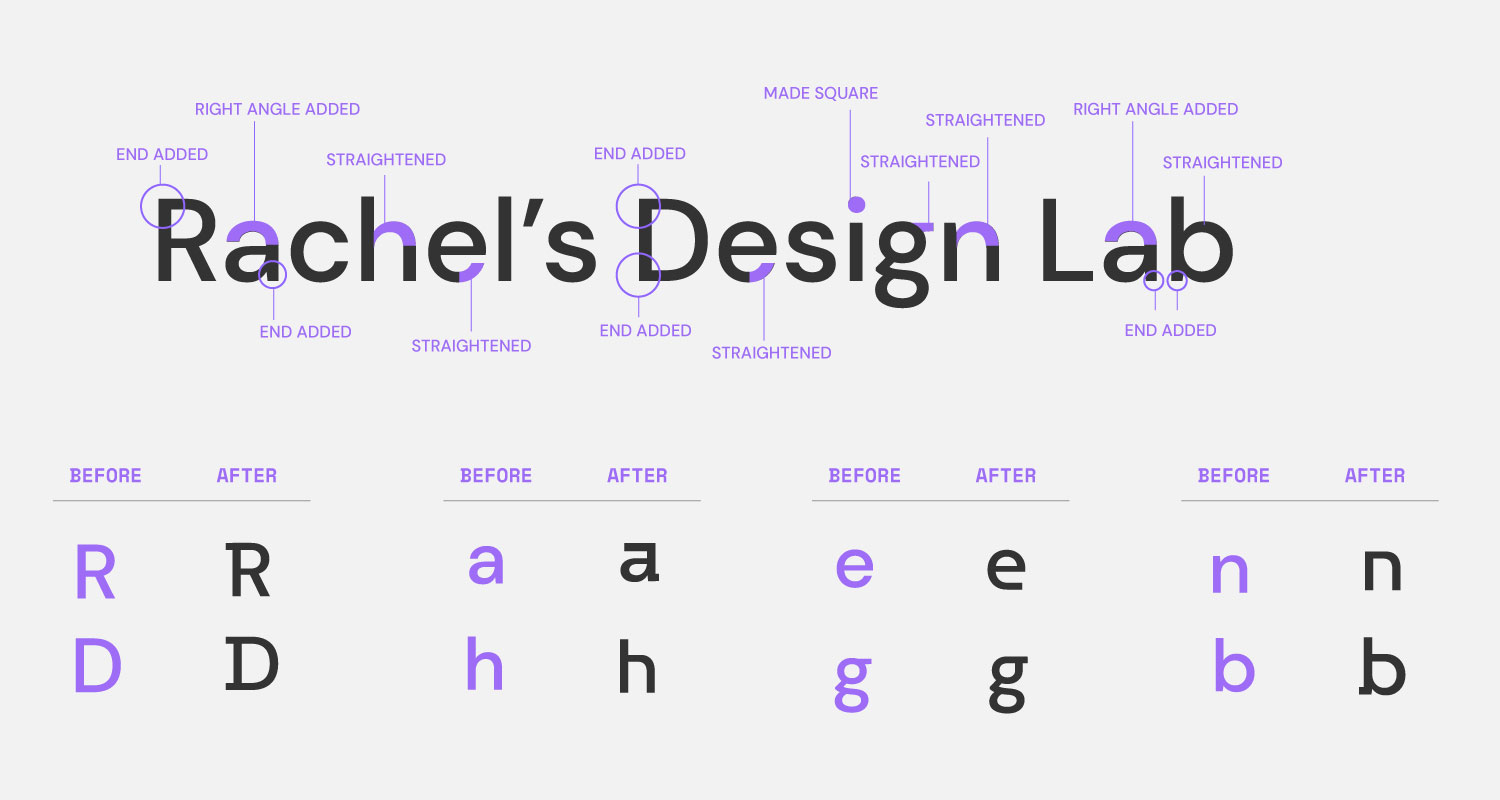 MADE SQUARE
RIGHT ANGLE ADDED
RIGHT ANGLE ADDED
STRAIGHTENED
END ADDED
STRAIGHTENED
END ADDED
STRAIGHTENED
STRAIGHTENED
Rachel’s Design Lab
END ADDED
STRAIGHTENED
END ADDED
STRAIGHTENED
END ADDED
BEFORE AFTER
R R
D D
BEFORE AFTER
a a
h h
BEFORE AFTER
e e
g g
BEFORE AFTER
n n
b b